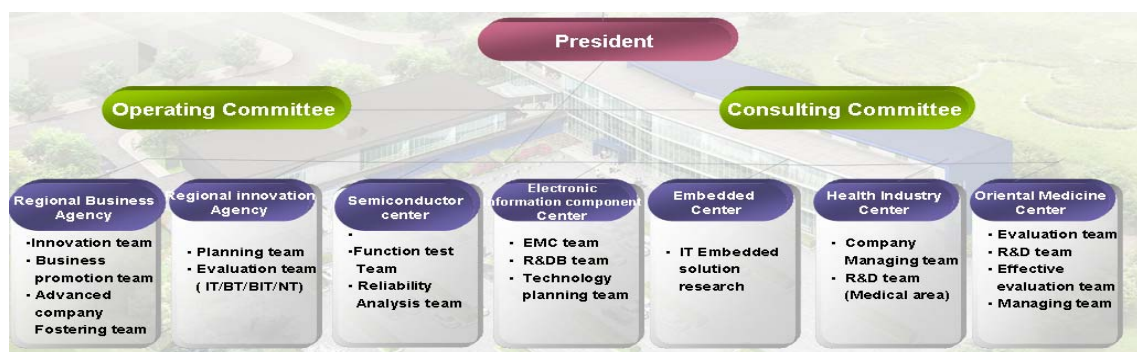 President
Operating Committee
Consulting Committee
Regional Business
Agency
·Innovation team
· Business
promotion team
· Advanced
company
Fostering team
Regional innovation
Agency
· Planning team
· Evaluation team
( IT/BT/BIT/NT)
Semiconductor
center
·
·Function test
Team
· Reliability
Analysis team
Electronic
information component
Center
· EMC team
· R&DB team
· Technology
planning team
Embedded
Center
· IT Embedded
solution
research
Health Industry
Center
· Company
Managing team
· R&D team
(Medical area)
Oriental Medicine
Center
· Evaluation team
· R&D team
· Effective
evaluation team
· Managing team